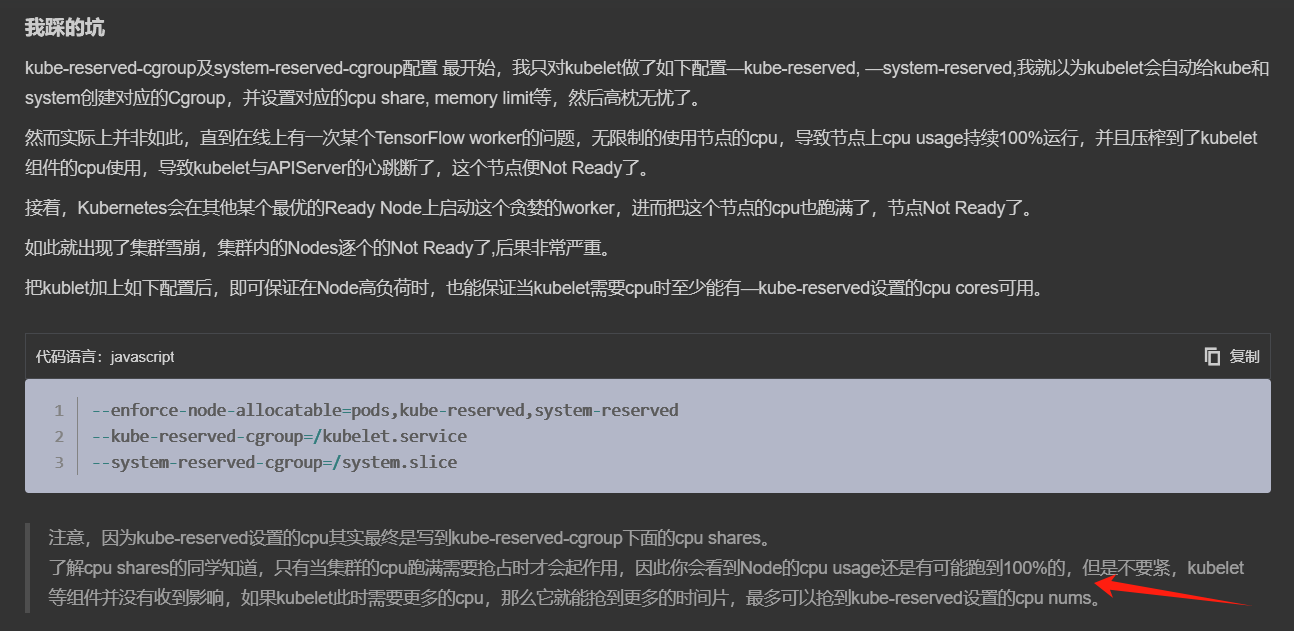 我踩的坑
kube-reserved-cgroup及system-reserved-cgroup配置 最开始，我只对kubelet做了如下配置—kube-reserved, —system-reserved,我就以为kubelet会自动给kube和
system创建对应的Cgroup，并设置对应的cpu share, memory limit等，然后高枕无忧了。
然而实际上并非如此，直到在线上有一次某个TensorFlow worker的问题，无限制的使用节点的cpu，导致节点上cpu usage持续100%运行，并且压榨到了kubelet
组件的cpu使用，导致kubelet与APIServer的心跳断了，这个节点便Not Ready了。
接着，Kubernetes会在其他某个最优的Ready Node上启动这个贪婪的worker，进而把这个节点的cpu也跑满了，节点Not Ready了。
如此就出现了集群雪崩，集群内的Nodes逐个的Not Ready了,后果非常严重。
把kublet加上如下配置后，即可保证在Node高负荷时，也能保证当kubelet需要cpu时至少能有—kube-reserved设置的cpu cores可用。
代码语言：javascript
复制
1 --enforce-node-allocatable=pods,kube-reserved,system-reserved
2 --kube-reserved-cgroup=/kubelet.service
3 --system-reserved-cgroup=/system.slice
注意，因为kube-reserved设置的cpu其实最终是写到kube-reserved-cgroup下面的cpu shares。
了解cpu shares的同学知道，只有当集群的cpu跑满需要抢占时才会起作用，因此你会看到Node的cpu usage还是有可能跑到100%的，但是不要紧，kubelet
等组件并没有收到影响，如果kubelet此时需要更多的cpu，那么它就能抢到更多的时间片，最多可以抢到kube-reserved设置的cpu nums。